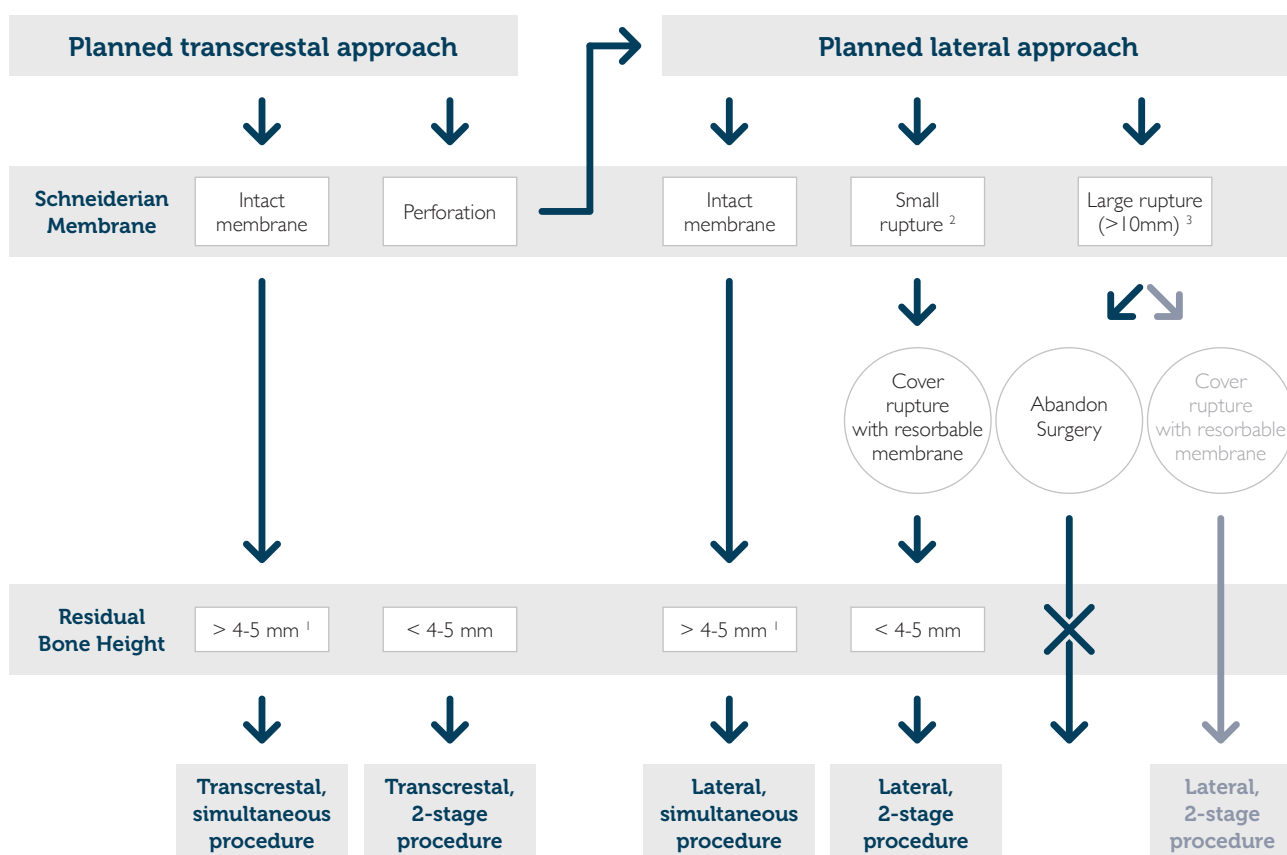 Planned transcrestal approach
Planned lateral approach
Schneiderian
Membrane
Intact
membrane
Perforation
Intact
membrane
Small
rupture 2
Large rupture
(>10mm) 3
Cover
rupture
with resorbable
membrane
Abandon
Surgery
Cover
rupture
with resorbable
membrane
Residual
Bone Height
> 4-5 mm 1
< 4-5 mm
> 4-5 mm 1
< 4-5 mm
Transcrestal,
simultaneous
procedure
Transcrestal,
2-stage
procedure
Lateral,
simultaneous
procedure
Lateral,
2-stage
procedure
Lateral,
2-stage
procedure